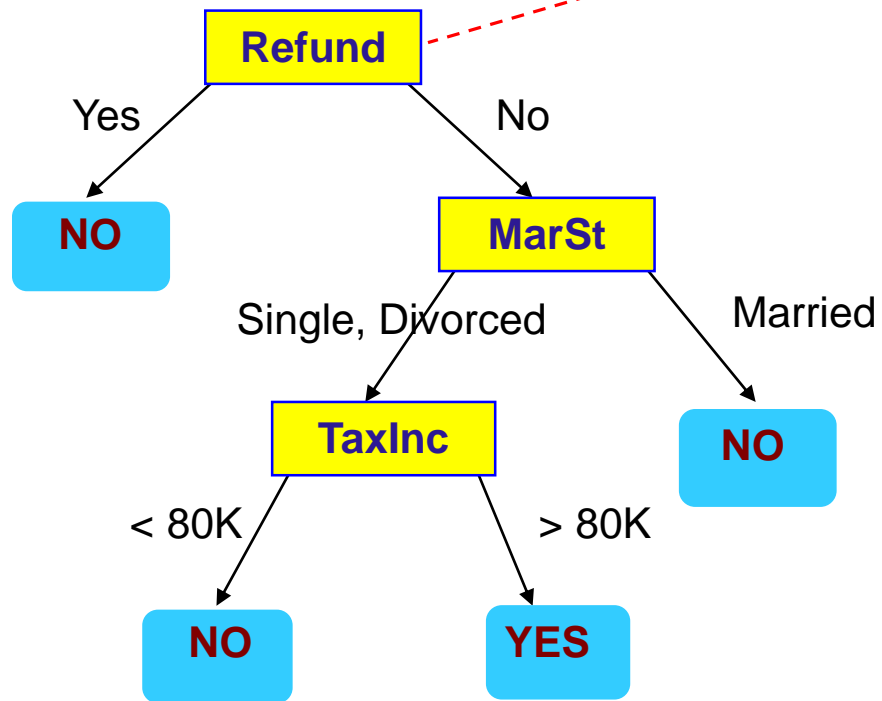 Refund
Yes
No
NO
MarSt
Single, Divorced
Married
TaxInc
NO
< 80K
> 80K
NO
YES